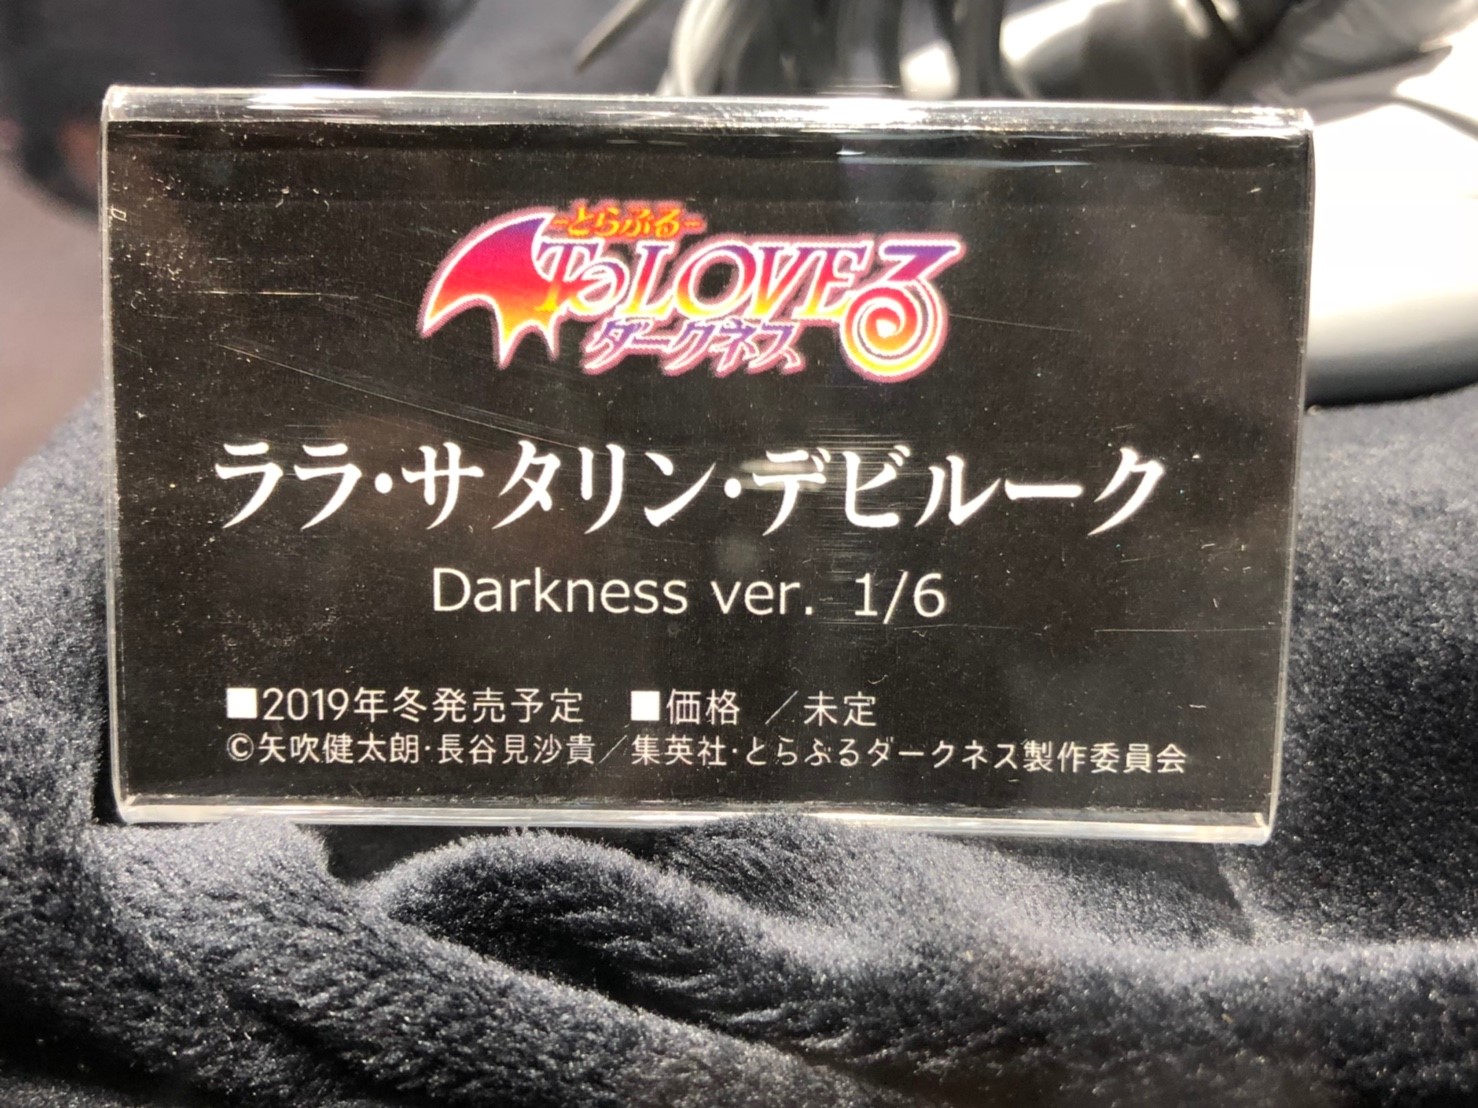 -とらぶる-
To LOVEる
ダークネス
ララ・サタリン・デビルーク
Darkness ver. 1/6
■2019年冬発売予定 ■価格 ／未定
©矢吹健太朗・長谷見沙貴／集英社・とらぶるダークネス製作委員会